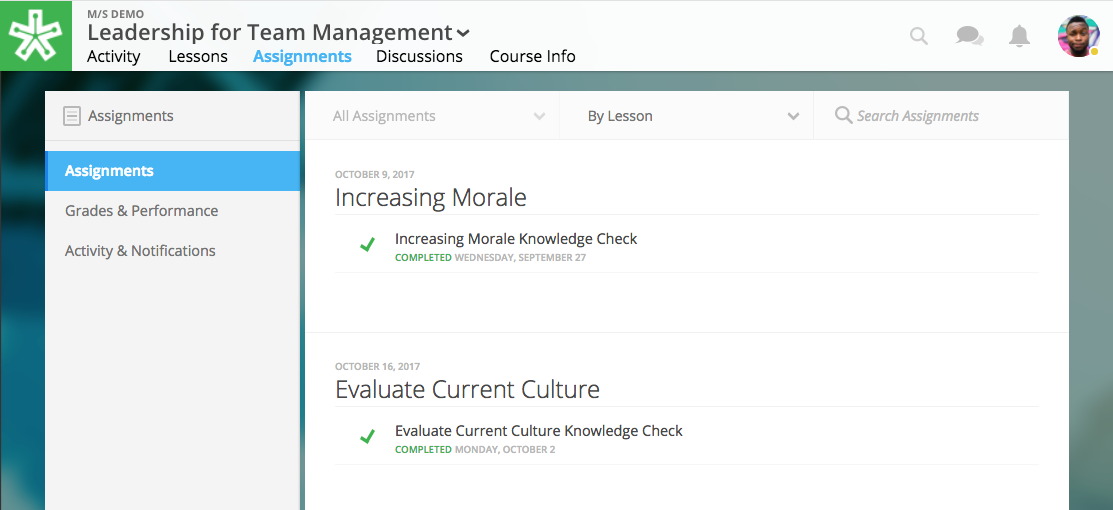 M/S DEMO
Leadership for Team Management
Activity Lessons Assignments Discussions Course Info
Assignments
Assignments
Grades & Performance
Activity & Notifications
All Assignments By Lesson Search Assignments
OCTOBER 9, 2017
Increasing Morale
Increasing Morale Knowledge Check
COMPLETED WEDNESDAY, SEPTEMBER 27
OCTOBER 16, 2017
Evaluate Current Culture
Evaluate Current Culture Knowledge Check
COMPLETED MONDAY, OCTOBER 2